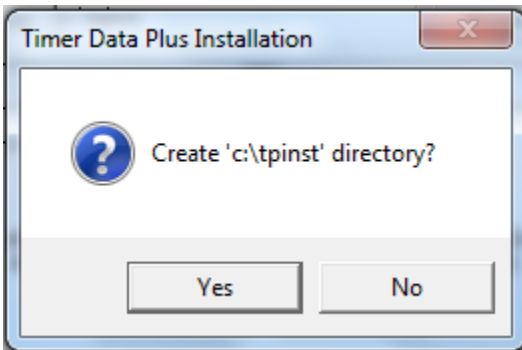 Timer Data Plus Installation
Create 'c:\tpinst' directory?
Yes
No